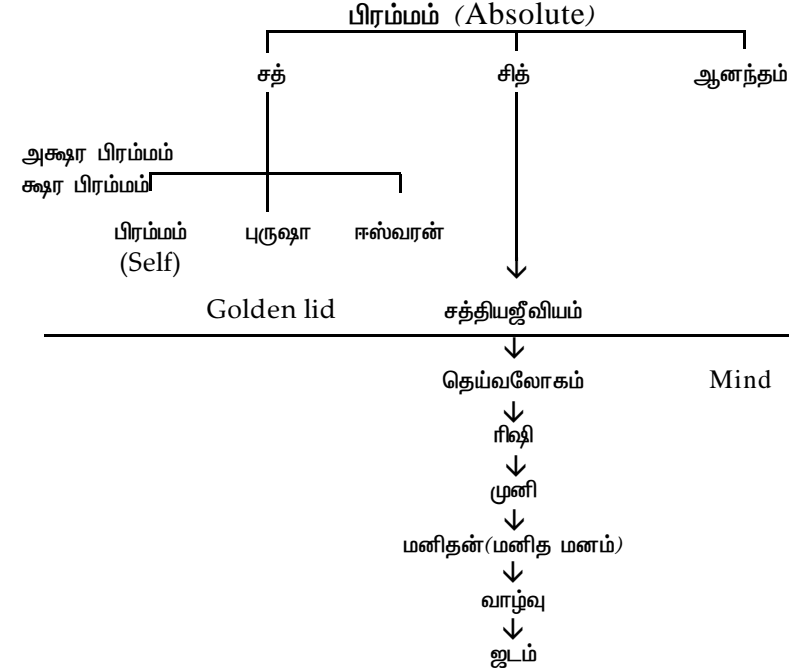 பிரம்மம் (Absolute)
சத் சித் ஆனந்தம்
அக்ஷர பிரம்மம்
க்ஷர பிரம்மம்
பிரம்மம் புருஷா ஈஸ்வரன்
(Self)
Golden lid சத்தியஜீவியம்
தெய்வலோகம் Mind
ரிஷி
முனி
மனிதன்(மனித மனம்)
வாழ்வு
ஜடம்